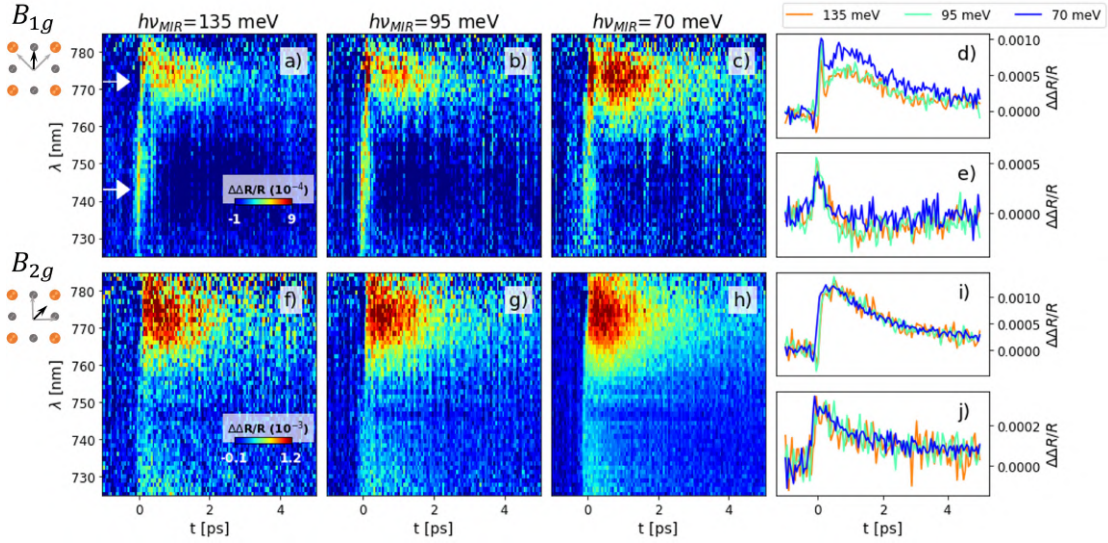 B1g
hνMIR=135 meV
hνMIR=95 meV
hνMIR=70 meV
135 meV
95 meV
70 meV
780
770
760
750
740
730
λ [nm]
a)
b)
c)
ΔΔR/R (10⁻⁴)
-1
9
d)
0.0010
0.0005
0.0000
ΔΔR/R
e)
0.0005
0.0000
ΔΔR/R
B2g
780
770
760
750
740
730
λ [nm]
f)
g)
h)
ΔΔR/R (10⁻³)
-0.1
1.2
i)
0.0010
0.0005
0.0000
ΔΔR/R
j)
0.0002
0.0000
ΔΔR/R
0
2
4
t [ps]
0
2
4
t [ps]
0
2
4
t [ps]
0
2
4
t [ps]